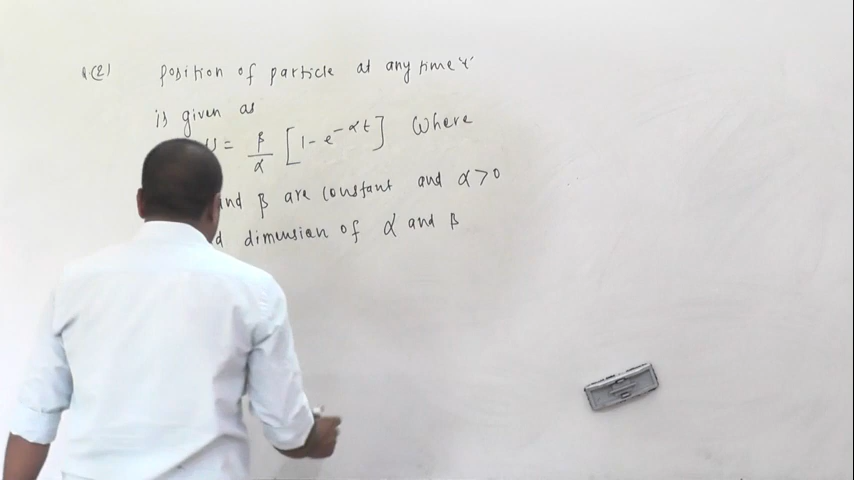 Q(2) Position of particle at any time 't'
is given as
= β/α [1-e^-αt] Where
and β are constant and α>0
dimension of α and β